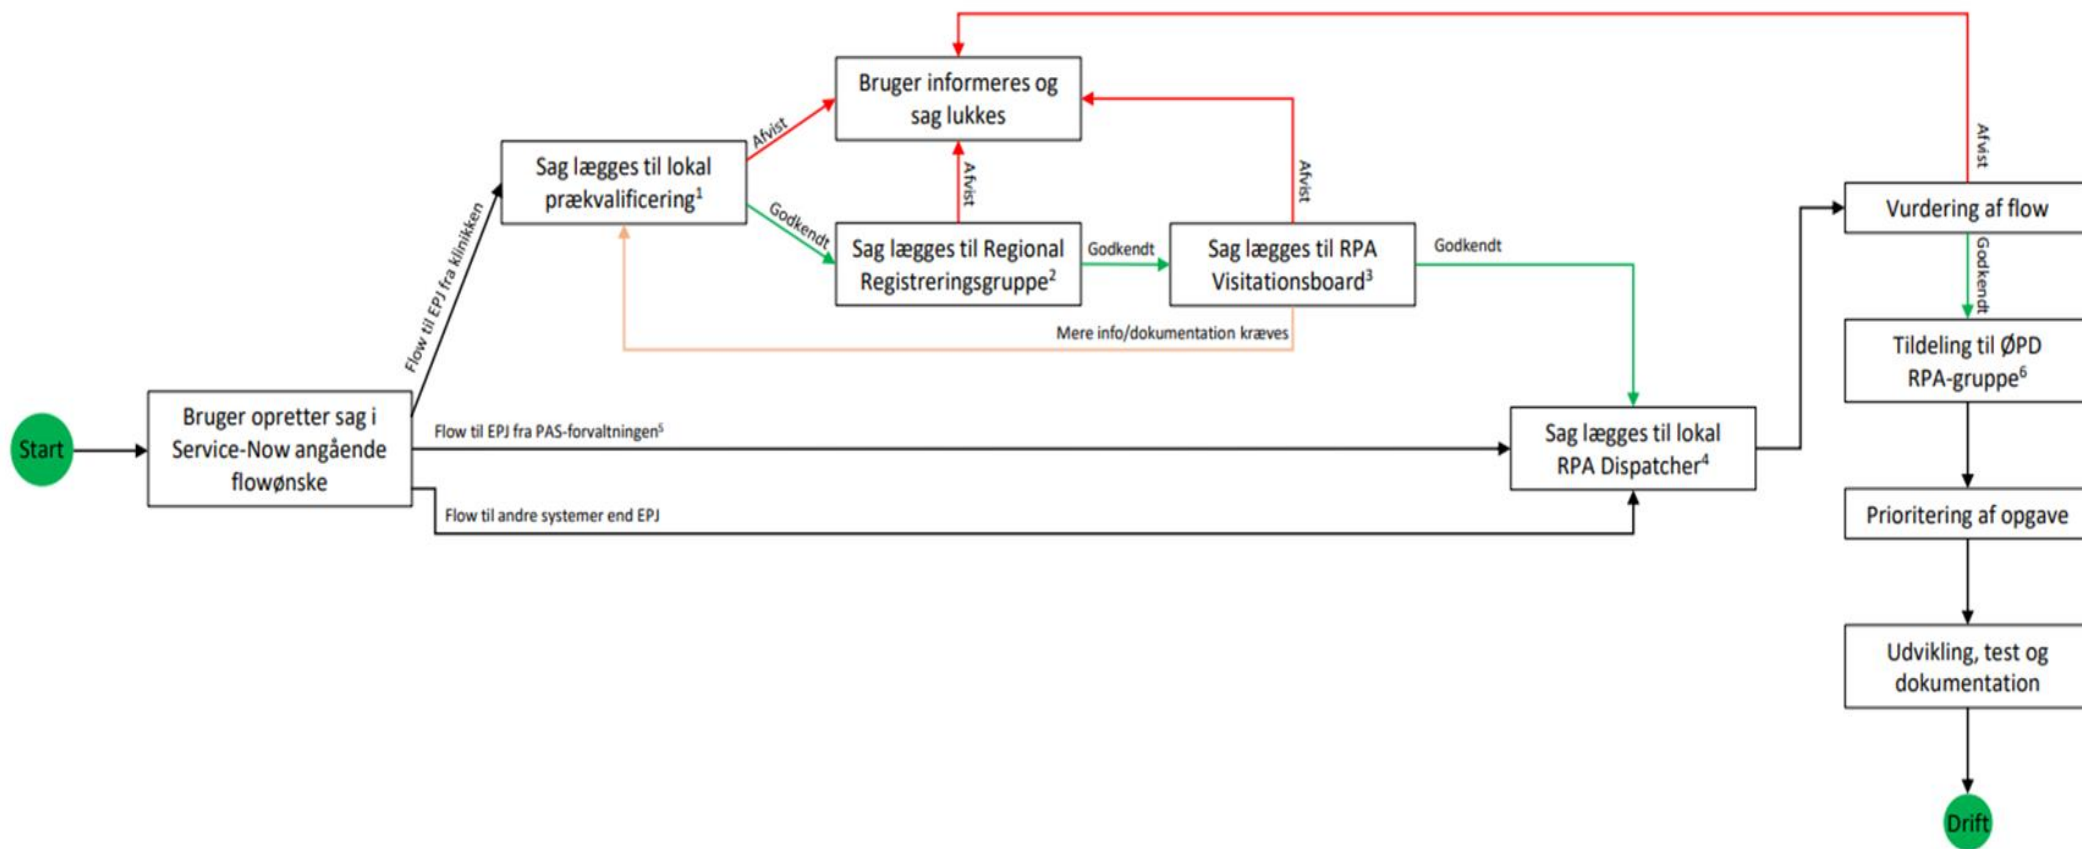 Start
Bruger opretter sag i
Service-Now angående
flowønske
Flow til EPJ fra klinikken
Flow til EPJ fra PAS-forvaltningen⁵
Flow til andre systemer end EPJ
Sag lægges til lokal
prækvalificering¹
Afvist
Godkendt
Bruger informeres og
sag lukkes
Afvist
Sag lægges til Regional
Registreringsgruppe²
Godkendt
Afvist
Sag lægges til RPA
Visitationsboard³
Mere info/dokumentation kræves
Godkendt
Sag lægges til lokal
RPA Dispatcher⁴
Afvist
Vurdering af flow
Godkendt
Tildeling til ØPD
RPA-gruppe⁶
Prioritering af opgave
Udvikling, test og
dokumentation
Drift